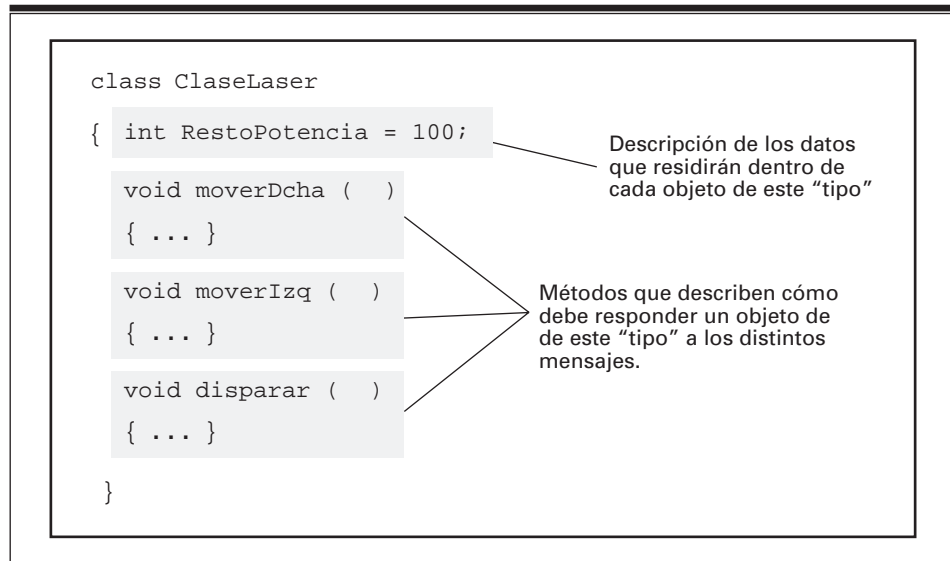 class ClaseLaser
{ int RestoPotencia = 100;
Descripción de los datos
que residirán dentro de
cada objeto de este “tipo”
void moverDcha ( )
{ ... }
void moverIzq ( )
{ ... }
Métodos que describen cómo
debe responder un objeto de
de este “tipo” a los distintos
mensajes.
void disparar ( )
{ ... }
}